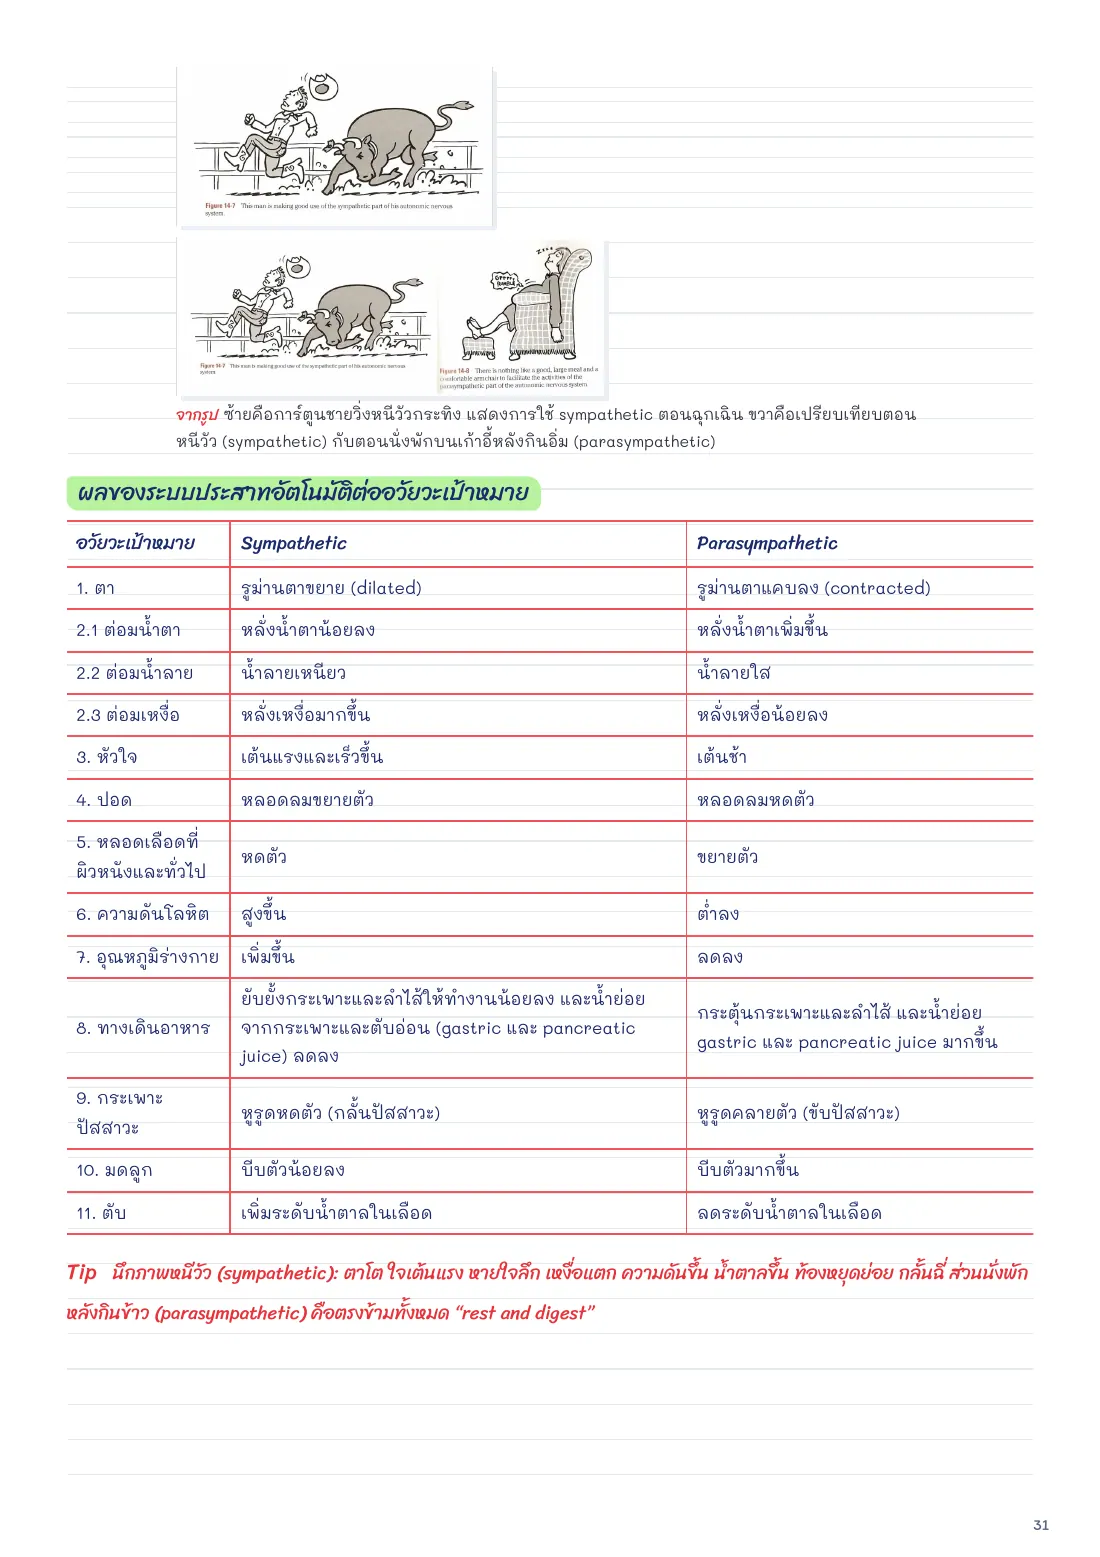 Figure 14-7 This man is making good use of the sympathetic part of his autonomic nervous
system.
Zzzz
Figure 14-7 This man is making good use of the sympathetic part of his autonomic nervous
system.
Figure 14-8 There is nothing like a good, large meal and a
comfortable armchair to facilitate the activities of the
parasympathetic part of the autonomic nervous system
จากรูป ซ้ายคือการ์ตูนชายวิ่งหนีวัวกระทิง แสดงการใช้ sympathetic ตอนฉุกเฉิน ขวาคือเปรียบเทียบตอน
หนีวัว (sympathetic) กับตอนนั่งพักบนเก้าอี้หลังกินอิ่ม (parasympathetic)
ผลของระบบประสาทอัตโนมัติต่ออวัยวะเป้าหมาย
อวัยวะเป้าหมาย Sympathetic Parasympathetic
1. ตา รูม่านตาขยาย (dilated) รูม่านตาแคบลง (contracted)
2.1 ต่อมน้ำตา หลั่งน้ำตาน้อยลง หลั่งน้ำตาเพิ่มขึ้น
2.2 ต่อมน้ำลาย น้ำลายเหนียว น้ำลายใส
2.3 ต่อมเหงื่อ หลั่งเหงื่อมากขึ้น หลั่งเหงื่อน้อยลง
3. หัวใจ เต้นแรงและเร็วขึ้น เต้นช้า
4. ปอด หลอดลมขยายตัว หลอดลมหดตัว
5. หลอดเลือดที่
ผิวหนังและทั่วไป หดตัว ขยายตัว
6. ความดันโลหิต สูงขึ้น ต่ำลง
7. อุณหภูมิร่างกาย เพิ่มขึ้น ลดลง
8. ทางเดินอาหาร
ยับยั้งกระเพาะและลำไส้ให้ทำงานน้อยลง และน้ำย่อย
จากกระเพาะและตับอ่อน (gastric และ pancreatic
juice) ลดลง
กระตุ้นกระเพาะและลำไส้ และน้ำย่อย
gastric และ pancreatic juice มากขึ้น
9. กระเพาะ
ปัสสาวะ หูรูดหดตัว (กลั้นปัสสาวะ) หูรูดคลายตัว (ขับปัสสาวะ)
10. มดลูก บีบตัวน้อยลง บีบตัวมากขึ้น
11. ตับ เพิ่มระดับน้ำตาลในเลือด ลดระดับน้ำตาลในเลือด
Tip นึกภาพหนีวัว (sympathetic): ตาโต ใจเต้นแรง หายใจลึก เหงื่อแตก ความดันขึ้น น้ำตาลขึ้น ท้องหยุดย่อย กลั้นฉี่ ส่วนนั่งพัก
หลังกินข้าว (parasympathetic) คือตรงข้ามทั้งหมด “rest and digest”
31